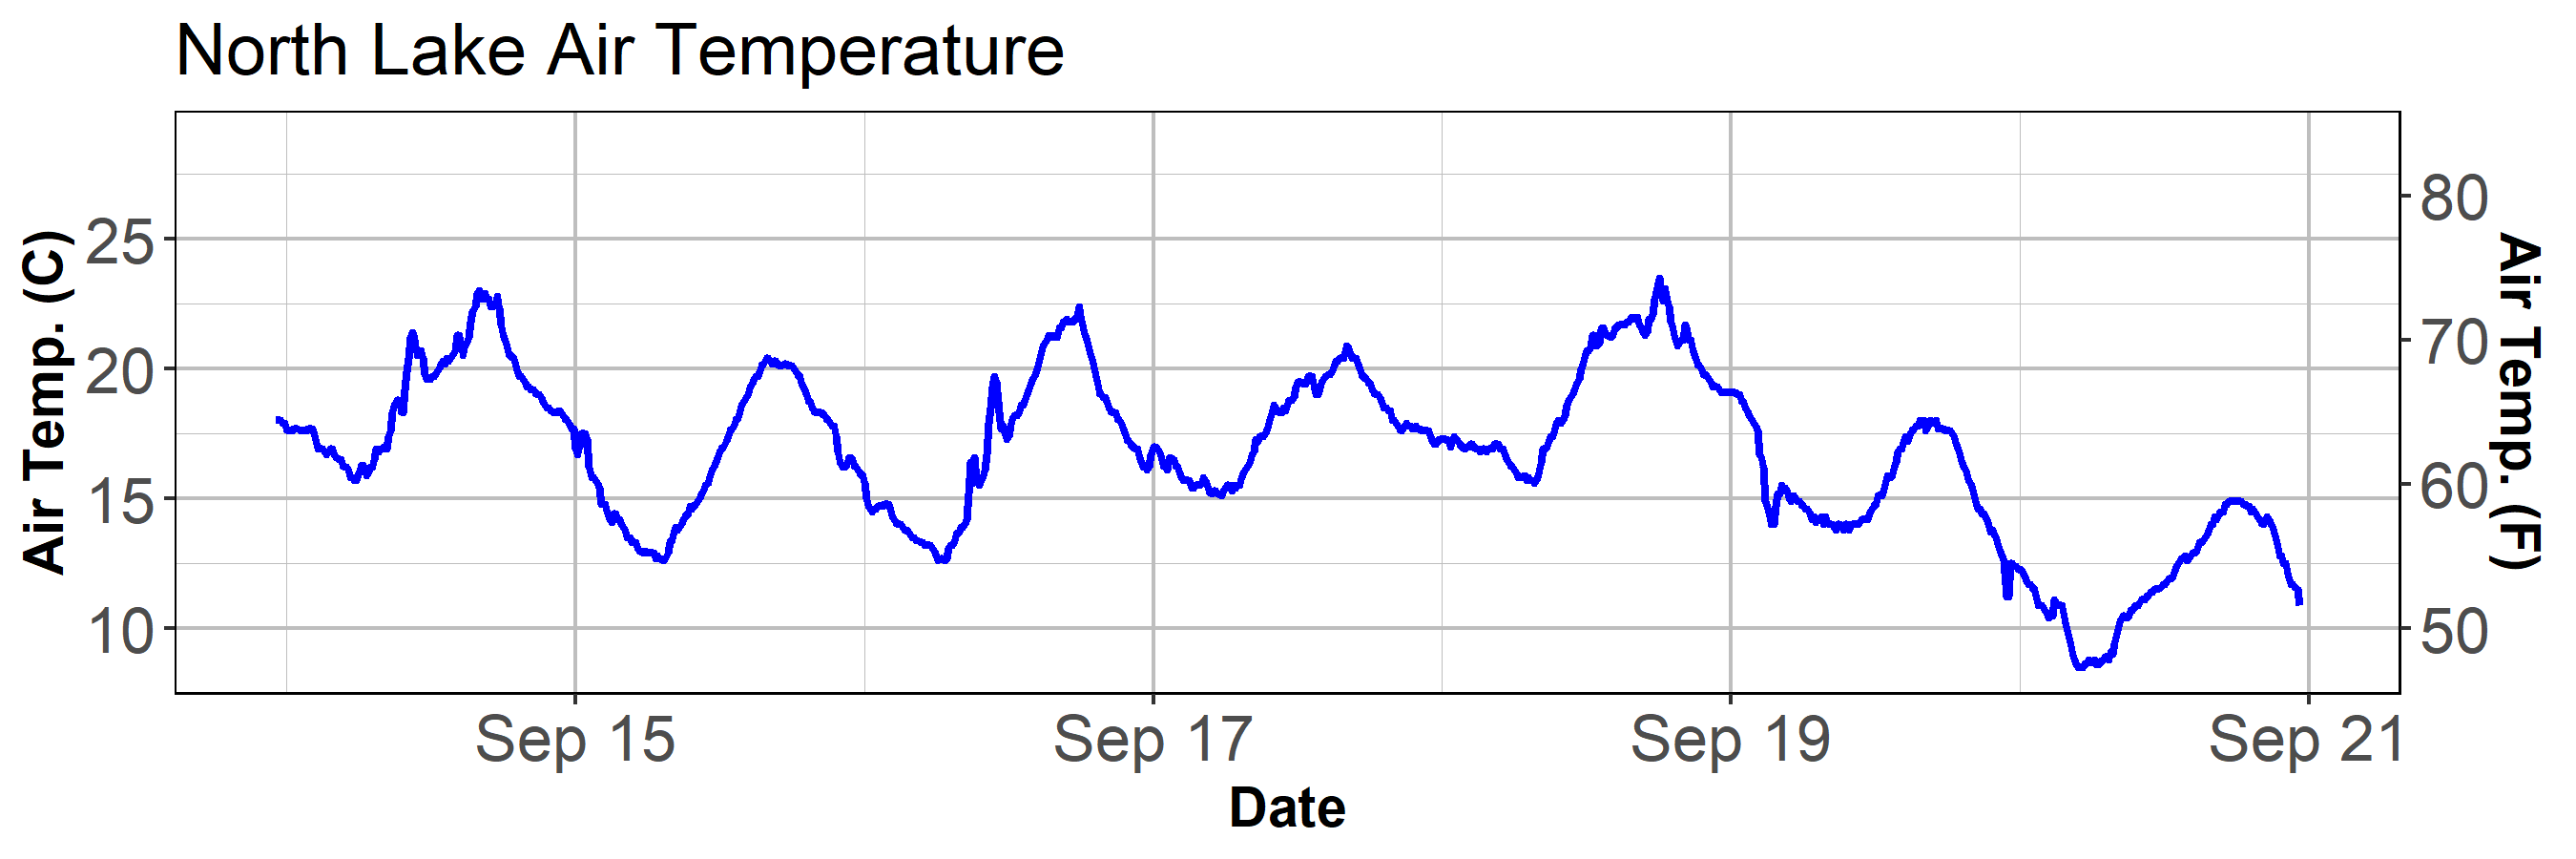 North Lake Air Temperature
Air Temp. (C)
25
20
15
10
80
70
60
50
Air Temp. (F)
Sep 15 Sep 17 Sep 19 Sep 21
Date